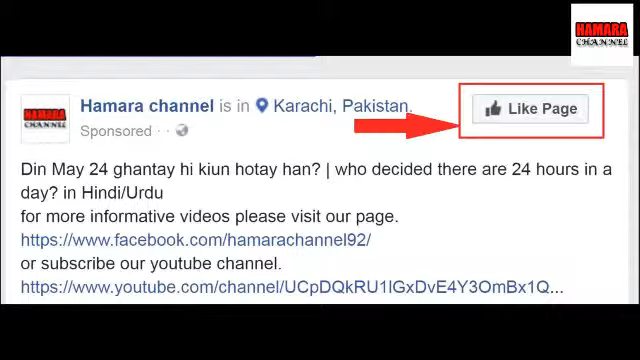 HAMARA
CHANNEL
HAMARA
CHANNEL
Hamara channel is in Karachi, Pakistan.
Like Page
Sponsored · ·
Din May 24 ghantay hi kiun hotay han? | who decided there are 24 hours in a
day? in Hindi/Urdu
for more informative videos please visit our page.
https://www.facebook.com/hamarachannel92/
or subscribe our youtube channel.
https://www.youtube.com/channel/UCpDQkRU1lGxDvE4Y3OmBx1Q...